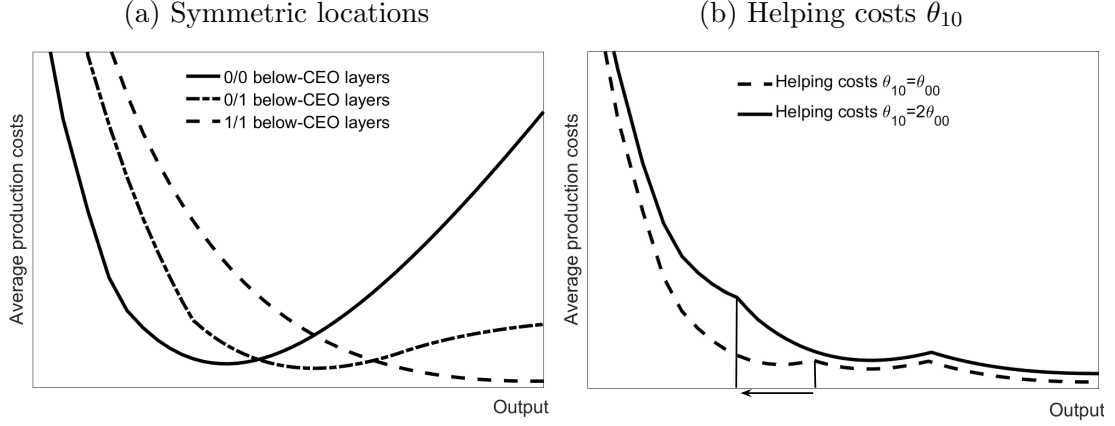 (a) Symmetric locations
0/0 below-CEO layers
0/1 below-CEO layers
1/1 below-CEO layers
Average production costs
Output
(b) Helping costs θ₁₀
Helping costs θ₁₀=θ₀₀
Helping costs θ₁₀=2θ₀₀
Average production costs
Output